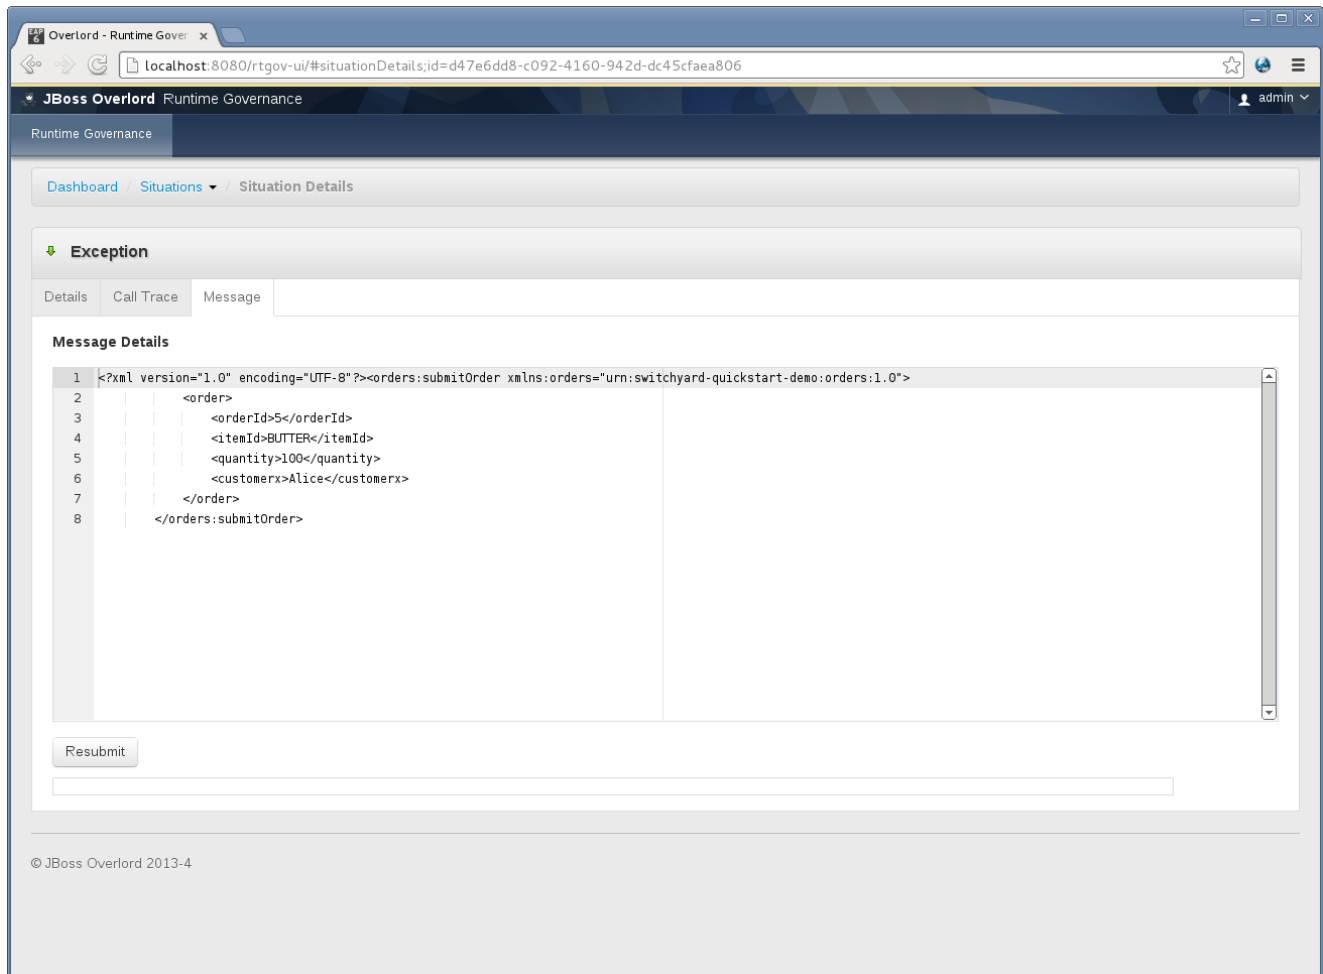 EAP 6 Overlord - Runtime Gover x
localhost:8080/rtgov-ui/#situationDetails;id=d47e6dd8-c092-4160-942d-dc45cfaea806
JBoss Overlord Runtime Governance admin
Runtime Governance
Dashboard / Situations / Situation Details
Exception
Details Call Trace Message
Message Details
1 <?xml version="1.0" encoding="UTF-8"?><orders:submitOrder xmlns:orders="urn:switchyard-quickstart-demo:orders:1.0">
2 <order>
3 <orderId>5</orderId>
4 <itemId>BUTTER</itemId>
5 <quantity>100</quantity>
6 <customerx>Alice</customerx>
7 </order>
8 </orders:submitOrder>
Resubmit
© JBoss Overlord 2013-4